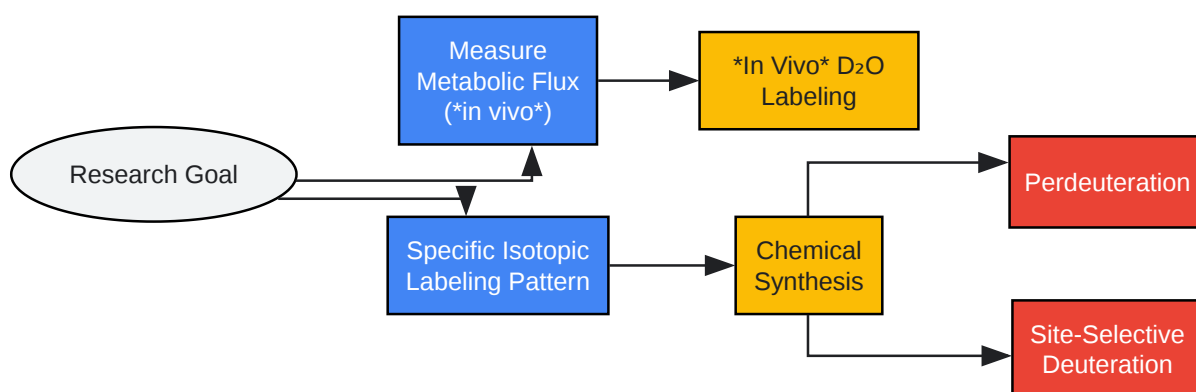 Measure
Metabolic Flux
(*in vivo*)
*In Vivo* D₂O
Labeling
Research Goal
Perdeuteration
Specific Isotopic
Labeling Pattern
Chemical
Synthesis
Site-Selective
Deuteration